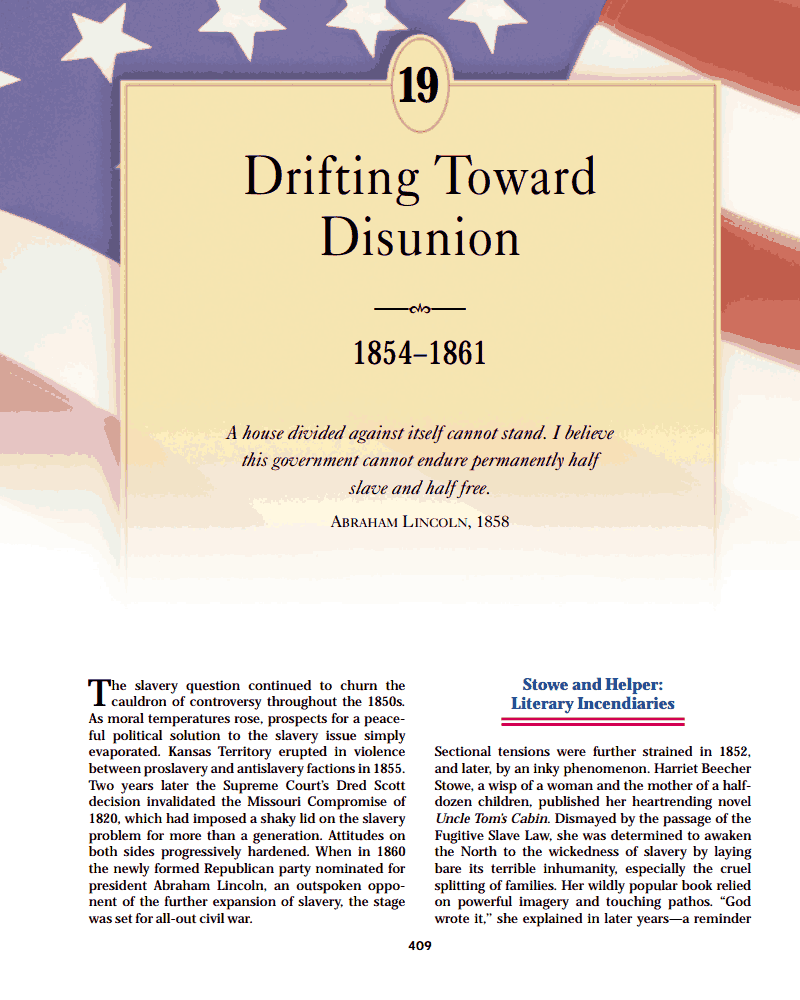 19
Drifting Toward
Disunion
1854–1861
A house divided against itself cannot stand. I believe
this government cannot endure permanently half
slave and half free.
ABRAHAM LINCOLN, 1858
The slavery question continued to churn the
cauldron of controversy throughout the 1850s.
As moral temperatures rose, prospects for a peace-
ful political solution to the slavery issue simply
evaporated. Kansas Territory erupted in violence
between proslavery and antislavery factions in 1855.
Two years later the Supreme Court’s Dred Scott
decision invalidated the Missouri Compromise of
1820, which had imposed a shaky lid on the slavery
problem for more than a generation. Attitudes on
both sides progressively hardened. When in 1860
the newly formed Republican party nominated for
president Abraham Lincoln, an outspoken oppo-
nent of the further expansion of slavery, the stage
was set for all-out civil war.
Stowe and Helper:
Literary Incendiaries
Sectional tensions were further strained in 1852,
and later, by an inky phenomenon. Harriet Beecher
Stowe, a wisp of a woman and the mother of a half-
dozen children, published her heartrending novel
Uncle Tom’s Cabin. Dismayed by the passage of the
Fugitive Slave Law, she was determined to awaken
the North to the wickedness of slavery by laying
bare its terrible inhumanity, especially the cruel
splitting of families. Her wildly popular book relied
on powerful imagery and touching pathos. “God
wrote it,” she explained in later years—a reminder
409